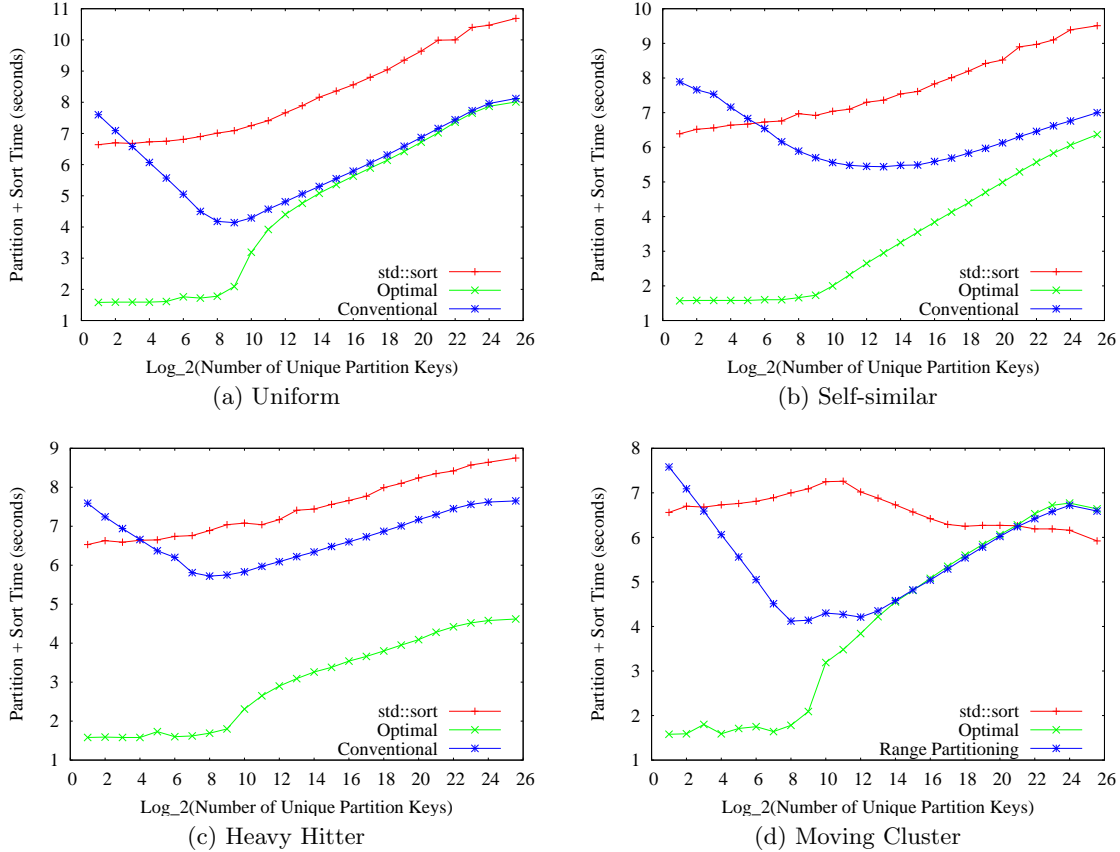 11
10
9
8
7
6
5
4
3
2
1
Partition + Sort Time (seconds)
std::sort
Optimal
Conventional
0 2 4 6 8 10 12 14 16 18 20 22 24 26
Log_2(Number of Unique Partition Keys)
(a) Uniform
10
9
8
7
6
5
4
3
2
1
Partition + Sort Time (seconds)
std::sort
Optimal
Conventional
0 2 4 6 8 10 12 14 16 18 20 22 24 26
Log_2(Number of Unique Partition Keys)
(b) Self-similar
9
8
7
6
5
4
3
2
1
Partition + Sort Time (seconds)
std::sort
Optimal
Conventional
0 2 4 6 8 10 12 14 16 18 20 22 24 26
Log_2(Number of Unique Partition Keys)
(c) Heavy Hitter
8
7
6
5
4
3
2
1
Partition + Sort Time (seconds)
std::sort
Optimal
Range Partitioning
0 2 4 6 8 10 12 14 16 18 20 22 24 26
Log_2(Number of Unique Partition Keys)
(d) Moving Cluster